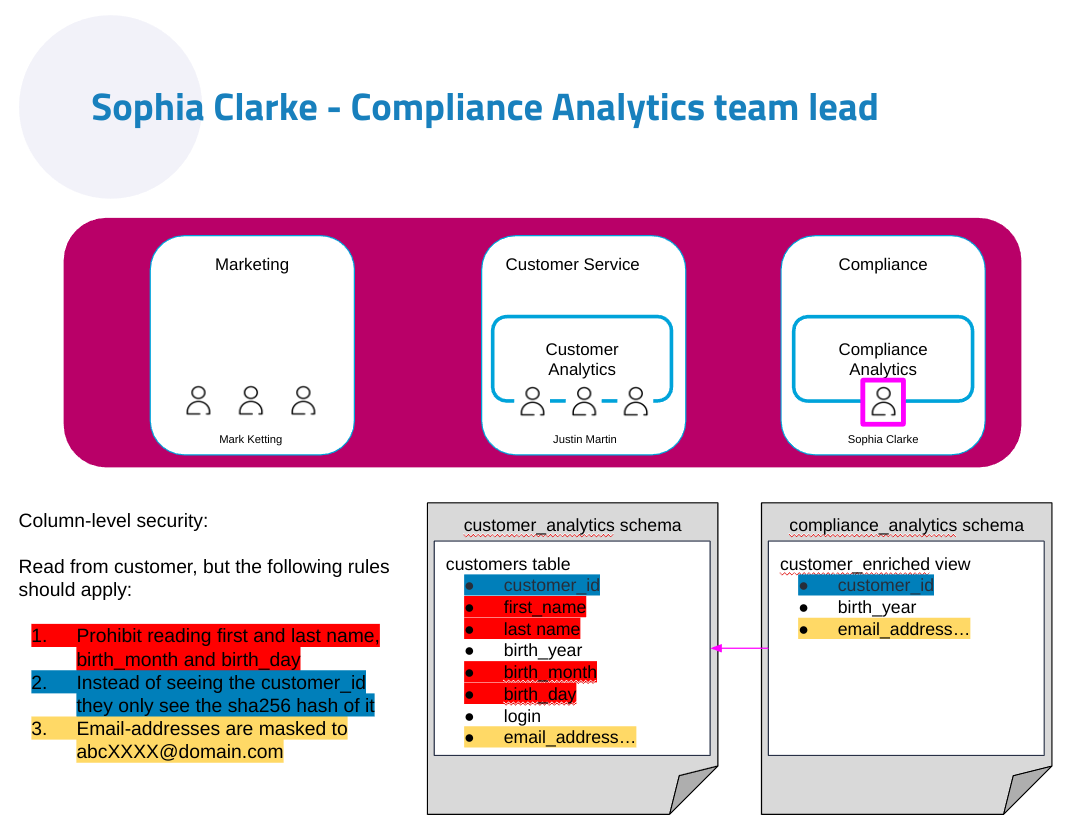 Sophia Clarke - Compliance Analytics team lead
Marketing
Customer Service
Compliance
Customer
Analytics
Compliance
Analytics
Mark Ketting
Justin Martin
Sophia Clarke
Column-level security:
Read from customer, but the following rules
should apply:
1. Prohibit reading first and last name,
birth_month and birth_day
2. Instead of seeing the customer_id
they only see the sha256 hash of it
3. Email-addresses are masked to
abcXXXX@domain.com
customer_analytics schema
customers table
● customer_id
● first_name
● last name
● birth_year
● birth_month
● birth_day
● login
● email_address…
compliance_analytics schema
customer_enriched view
● customer_id
● birth_year
● email_address…